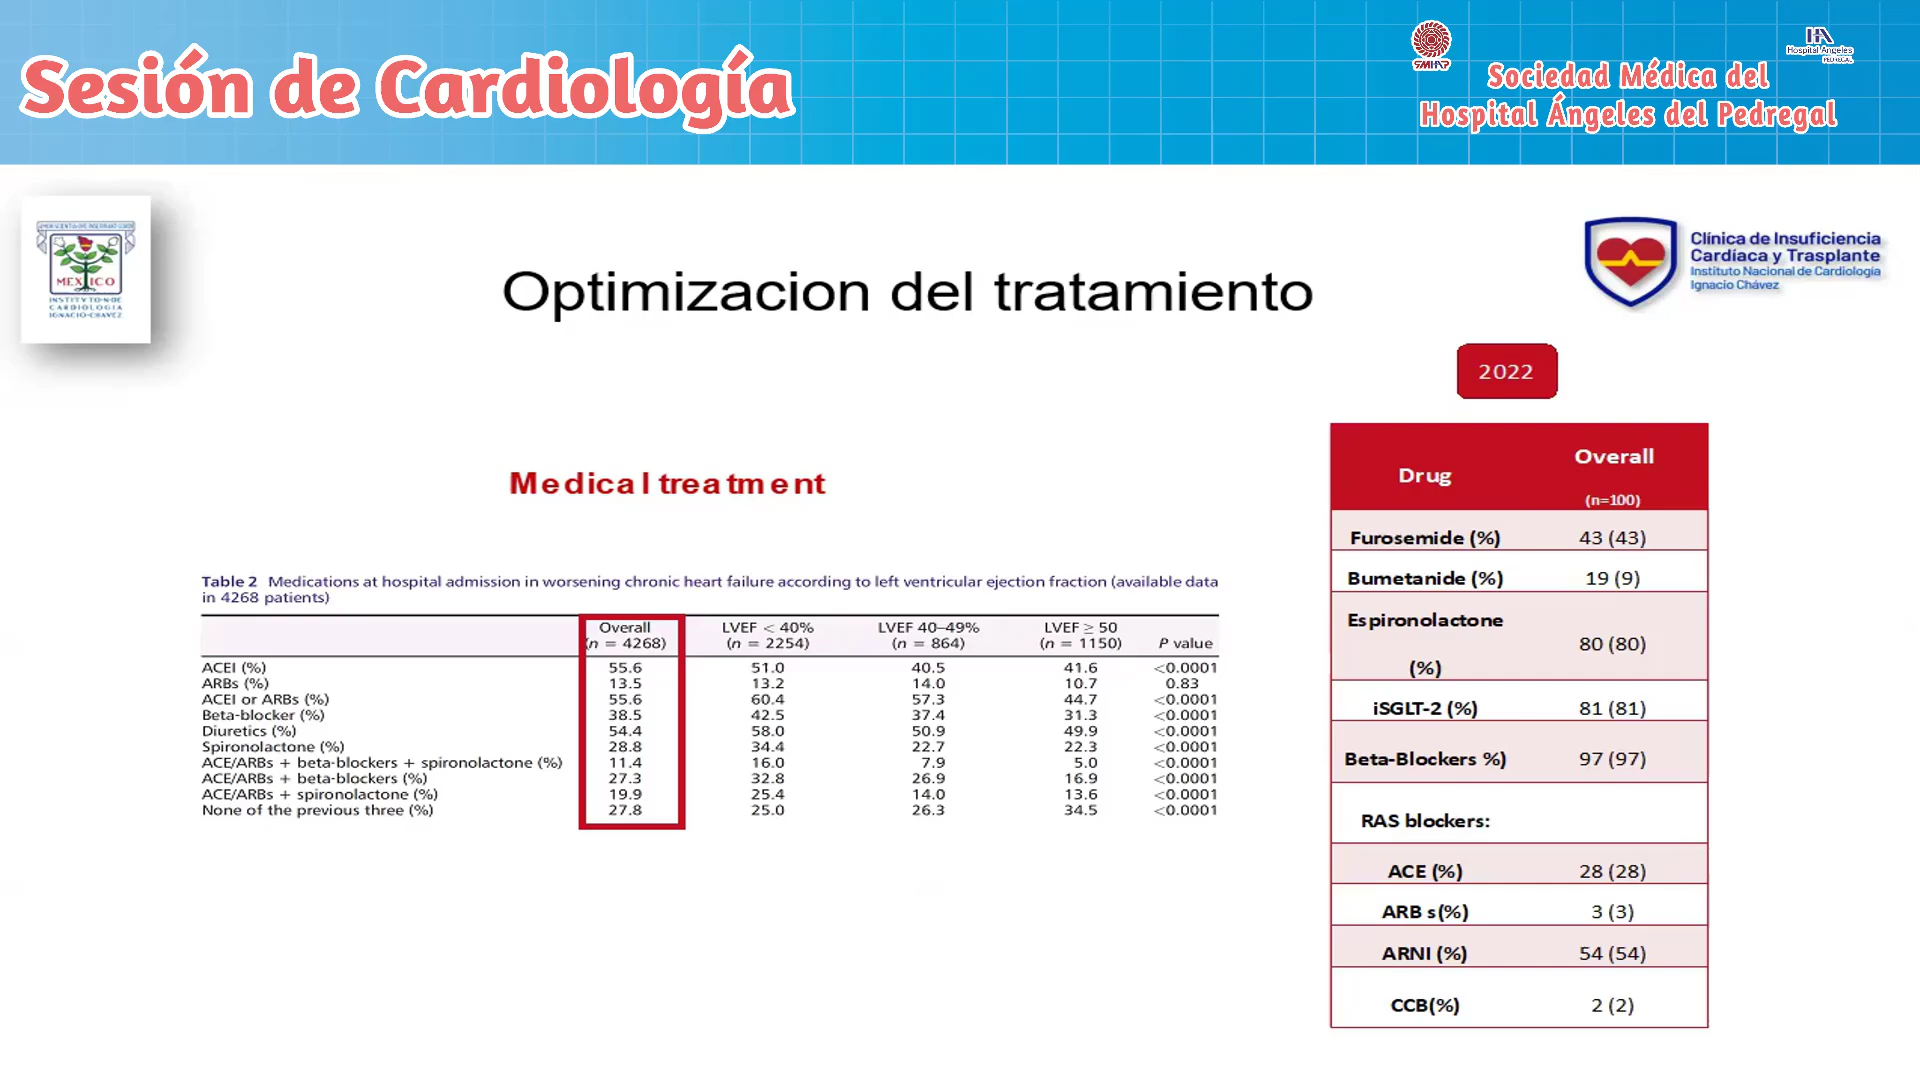 Sesión de Cardiología
SMHAP
Hospital Angeles
PEDREGAL
Sociedad Médica del
Hospital Ángeles del Pedregal
MEXICO
INSTITVTO·N·DE
CARDIOLOGIA
IGNACIO·CHAVEZ
Clínica de Insuficiencia
Cardíaca y Trasplante
Instituto Nacional de Cardiología
Ignacio Chávez
Optimizacion del tratamiento
2022
Medical treatment
Table 2 Medications at hospital admission in worsening chronic heart failure according to left ventricular ejection fraction (available data
in 4268 patients)
Overall LVEF < 40% LVEF 40–49% LVEF ≥ 50
(n = 4268) (n = 2254) (n = 864) (n = 1150) P value
ACEI (%) 55.6 51.0 40.5 41.6 <0.0001
ARBs (%) 13.5 13.2 14.0 10.7 0.83
ACEI or ARBs (%) 55.6 60.4 57.3 44.7 <0.0001
Beta-blocker (%) 38.5 42.5 37.4 31.3 <0.0001
Diuretics (%) 54.4 58.0 50.9 49.9 <0.0001
Spironolactone (%) 28.8 34.4 22.7 22.3 <0.0001
ACE/ARBs + beta-blockers + spironolactone (%) 11.4 16.0 7.9 5.0 <0.0001
ACE/ARBs + beta-blockers (%) 27.3 32.8 26.9 16.9 <0.0001
ACE/ARBs + spironolactone (%) 19.9 25.4 14.0 13.6 <0.0001
None of the previous three (%) 27.8 25.0 26.3 34.5 <0.0001
Drug Overall
(n=100)
Furosemide (%) 43 (43)
Bumetanide (%) 19 (9)
Espironolactone
(%) 80 (80)
iSGLT-2 (%) 81 (81)
Beta-Blockers %) 97 (97)
RAS blockers:
ACE (%) 28 (28)
ARB s(%) 3 (3)
ARNI (%) 54 (54)
CCB(%) 2 (2)